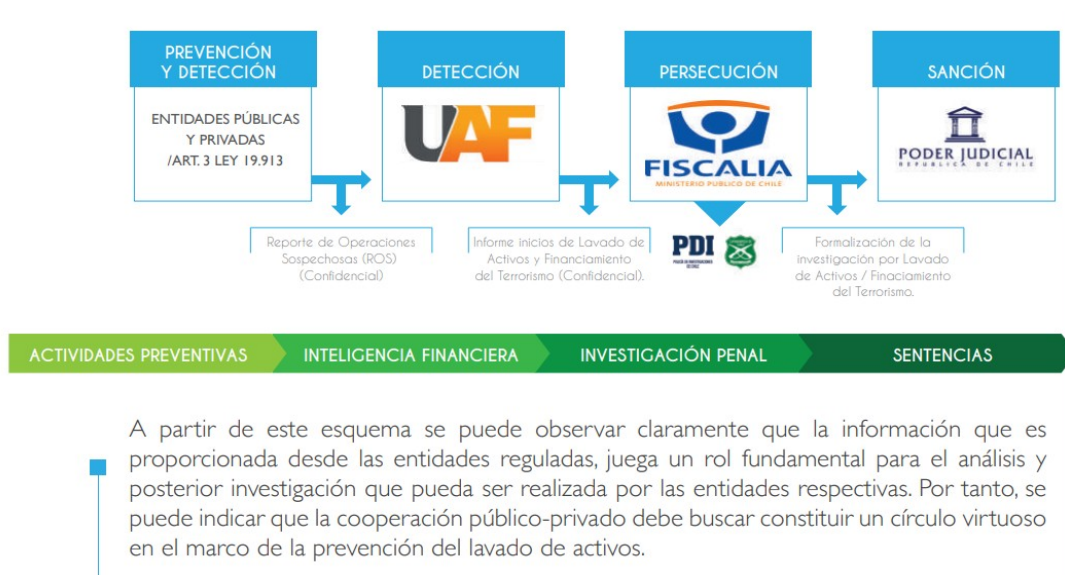 PREVENCIÓN
Y DETECCIÓN
ENTIDADES PÚBLICAS
Y PRIVADAS
/ART. 3 LEY 19.913
DETECCIÓN
UAF
PERSECUCIÓN
FISCALIA
MINISTERIO PUBLICO DE CHILE
SANCIÓN
PODER JUDICIAL
REPUBLICA DE CHILE
Reporte de Operaciones
Sospechosas (ROS)
(Confidencial)
Informe inicios de Lavado de
Activos y Financiamiento
del Terrorismo (Confidencial).
PDI
Formalización de la
investigación por Lavado
de Activos / Finaciamiento
del Terrorismo.
ACTIVIDADES PREVENTIVAS
INTELIGENCIA FINANCIERA
INVESTIGACIÓN PENAL
SENTENCIAS
A partir de este esquema se puede observar claramente que la información que es
proporcionada desde las entidades reguladas, juega un rol fundamental para el análisis y
posterior investigación que pueda ser realizada por las entidades respectivas. Por tanto, se
puede indicar que la cooperación público-privado debe buscar constituir un círculo virtuoso
en el marco de la prevención del lavado de activos.